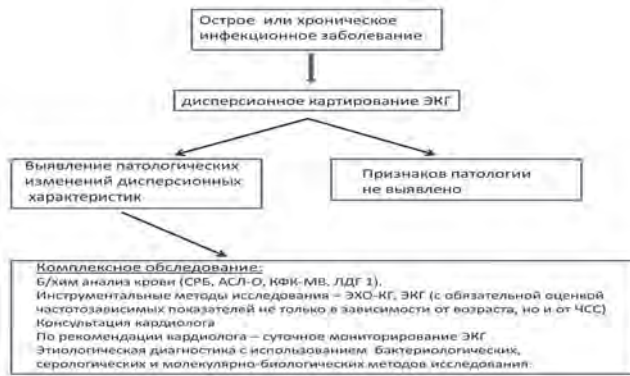 Острое или хроническое
инфекционное заболевание
дисперсионное картирование ЭКГ
Выявление патологических
изменений дисперсионных
характеристик
Признаков патологии
не выявлено
Комплексное обследование:
Б/хим анализ крови (СРБ, АСЛ-О, КФК-МВ, ЛДГ 1).
Инструментальные методы исследования – ЭХО-КГ, ЭКГ (с обязательной оценкой
частотозависимых показателей не только в зависимости от возраста, но и от ЧСС)
Консультация кардиолога
По рекомендации кардиолога – суточное мониторирование ЭКГ
Этиологическая диагностика с использованием бактериологических,
серологических и молекулярно-биологических методов исследования